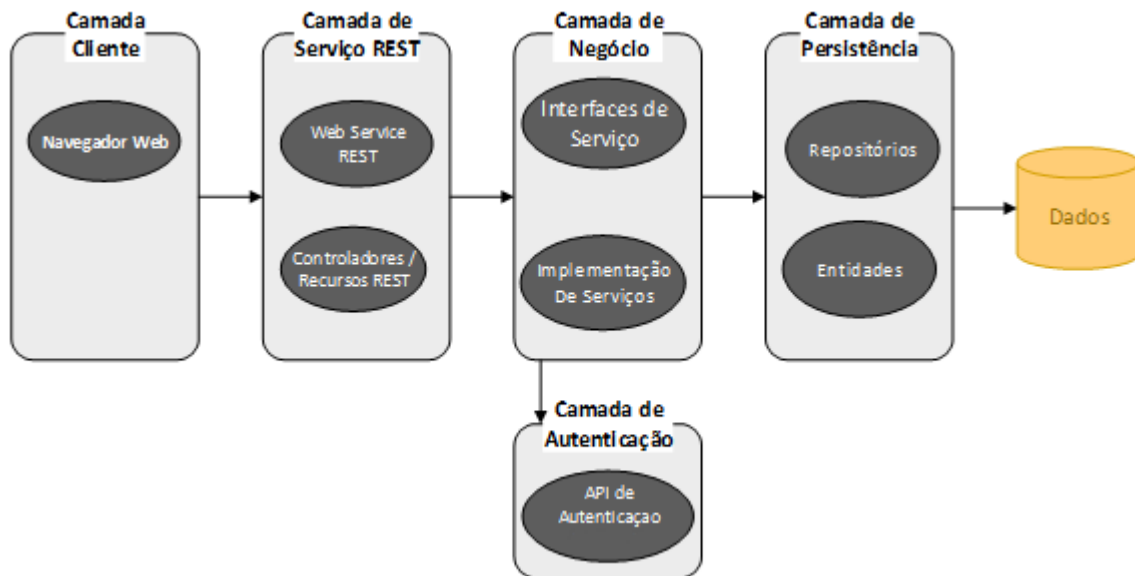 Camada
Cliente
Navegador Web
Camada de
Serviço REST
Web Service
REST
Controladores /
Recursos REST
Camada de
Negócio
Interfaces de
Serviço
Implementação
De Serviços
Camada de
Persistência
Repositórios
Entidades
Dados
Camada de
Autenticação
API de
Autenticaçao